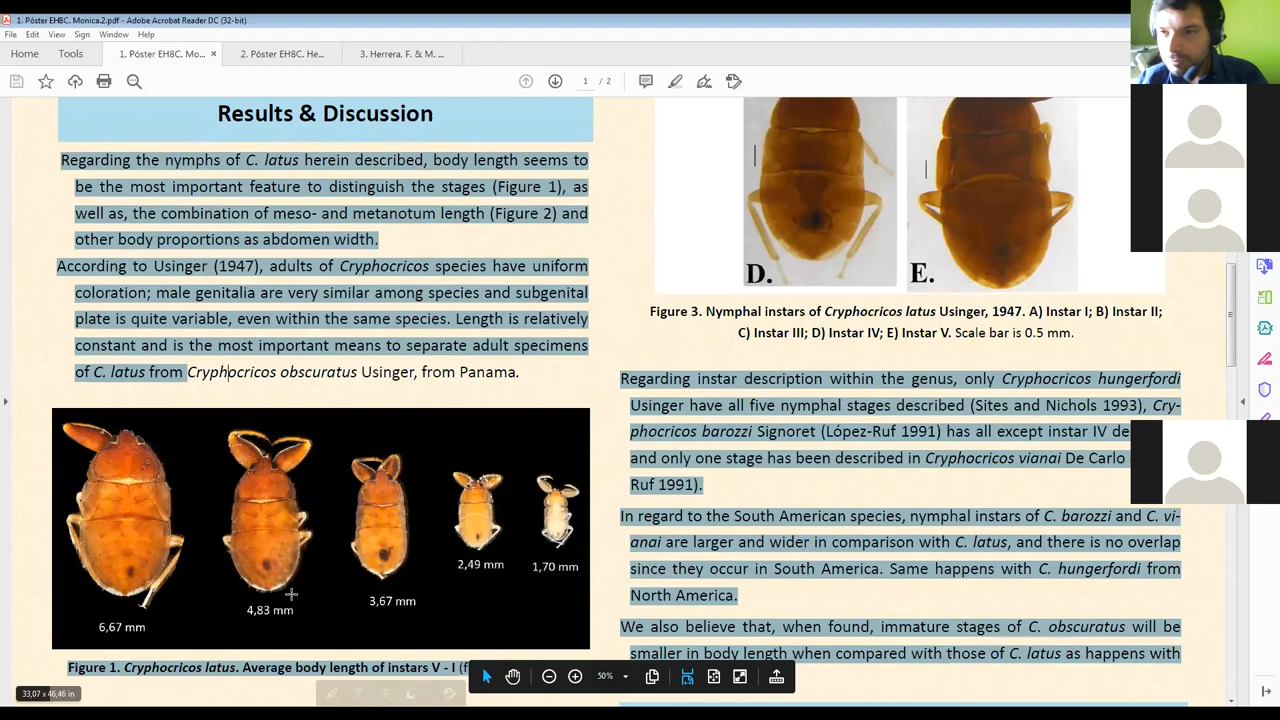 1. Póster EH8C. Monica.2.pdf - Adobe Acrobat Reader DC (32-bit)
File Edit View Sign Window Help
Home Tools 1. Póster EH8C. Mo... × 2. Póster EH8C. He... 3. Herrera, F. & M. ...
1 / 2
Results & Discussion
Regarding the nymphs of C. latus herein described, body length seems to
be the most important feature to distinguish the stages (Figure 1), as
well as, the combination of meso- and metanotum length (Figure 2) and
other body proportions as abdomen width.
According to Usinger (1947), adults of Cryphocricos species have uniform
coloration; male genitalia are very similar among species and subgenital
plate is quite variable, even within the same species. Length is relatively
constant and is the most important means to separate adult specimens
of C. latus from Cryphocricos obscuratus Usinger, from Panama.
6,67 mm
4,83 mm
3,67 mm
2,49 mm
1,70 mm
Figure 1. Cryphocricos latus. Average body length of instars V - I
D.
E.
Figure 3. Nymphal instars of Cryphocricos latus Usinger, 1947. A) Instar I; B) Instar II;
C) Instar III; D) Instar IV; E) Instar V. Scale bar is 0.5 mm.
Regarding instar description within the genus, only Cryphocricos hungerfordi
Usinger have all five nymphal stages described (Sites and Nichols 1993), Cry-
phocricos barozzi Signoret (López-Ruf 1991) has all except instar IV de
and only one stage has been described in Cryphocricos vianai De Carlo
Ruf 1991).
In regard to the South American species, nymphal instars of C. barozzi and C. vi-
anai are larger and wider in comparison with C. latus, and there is no overlap
since they occur in South America. Same happens with C. hungerfordi from
North America.
We also believe that, when found, immature stages of C. obscuratus will be
smaller in body length when compared with those of C. latus as happens with
50%
33,07 x 46,46 in